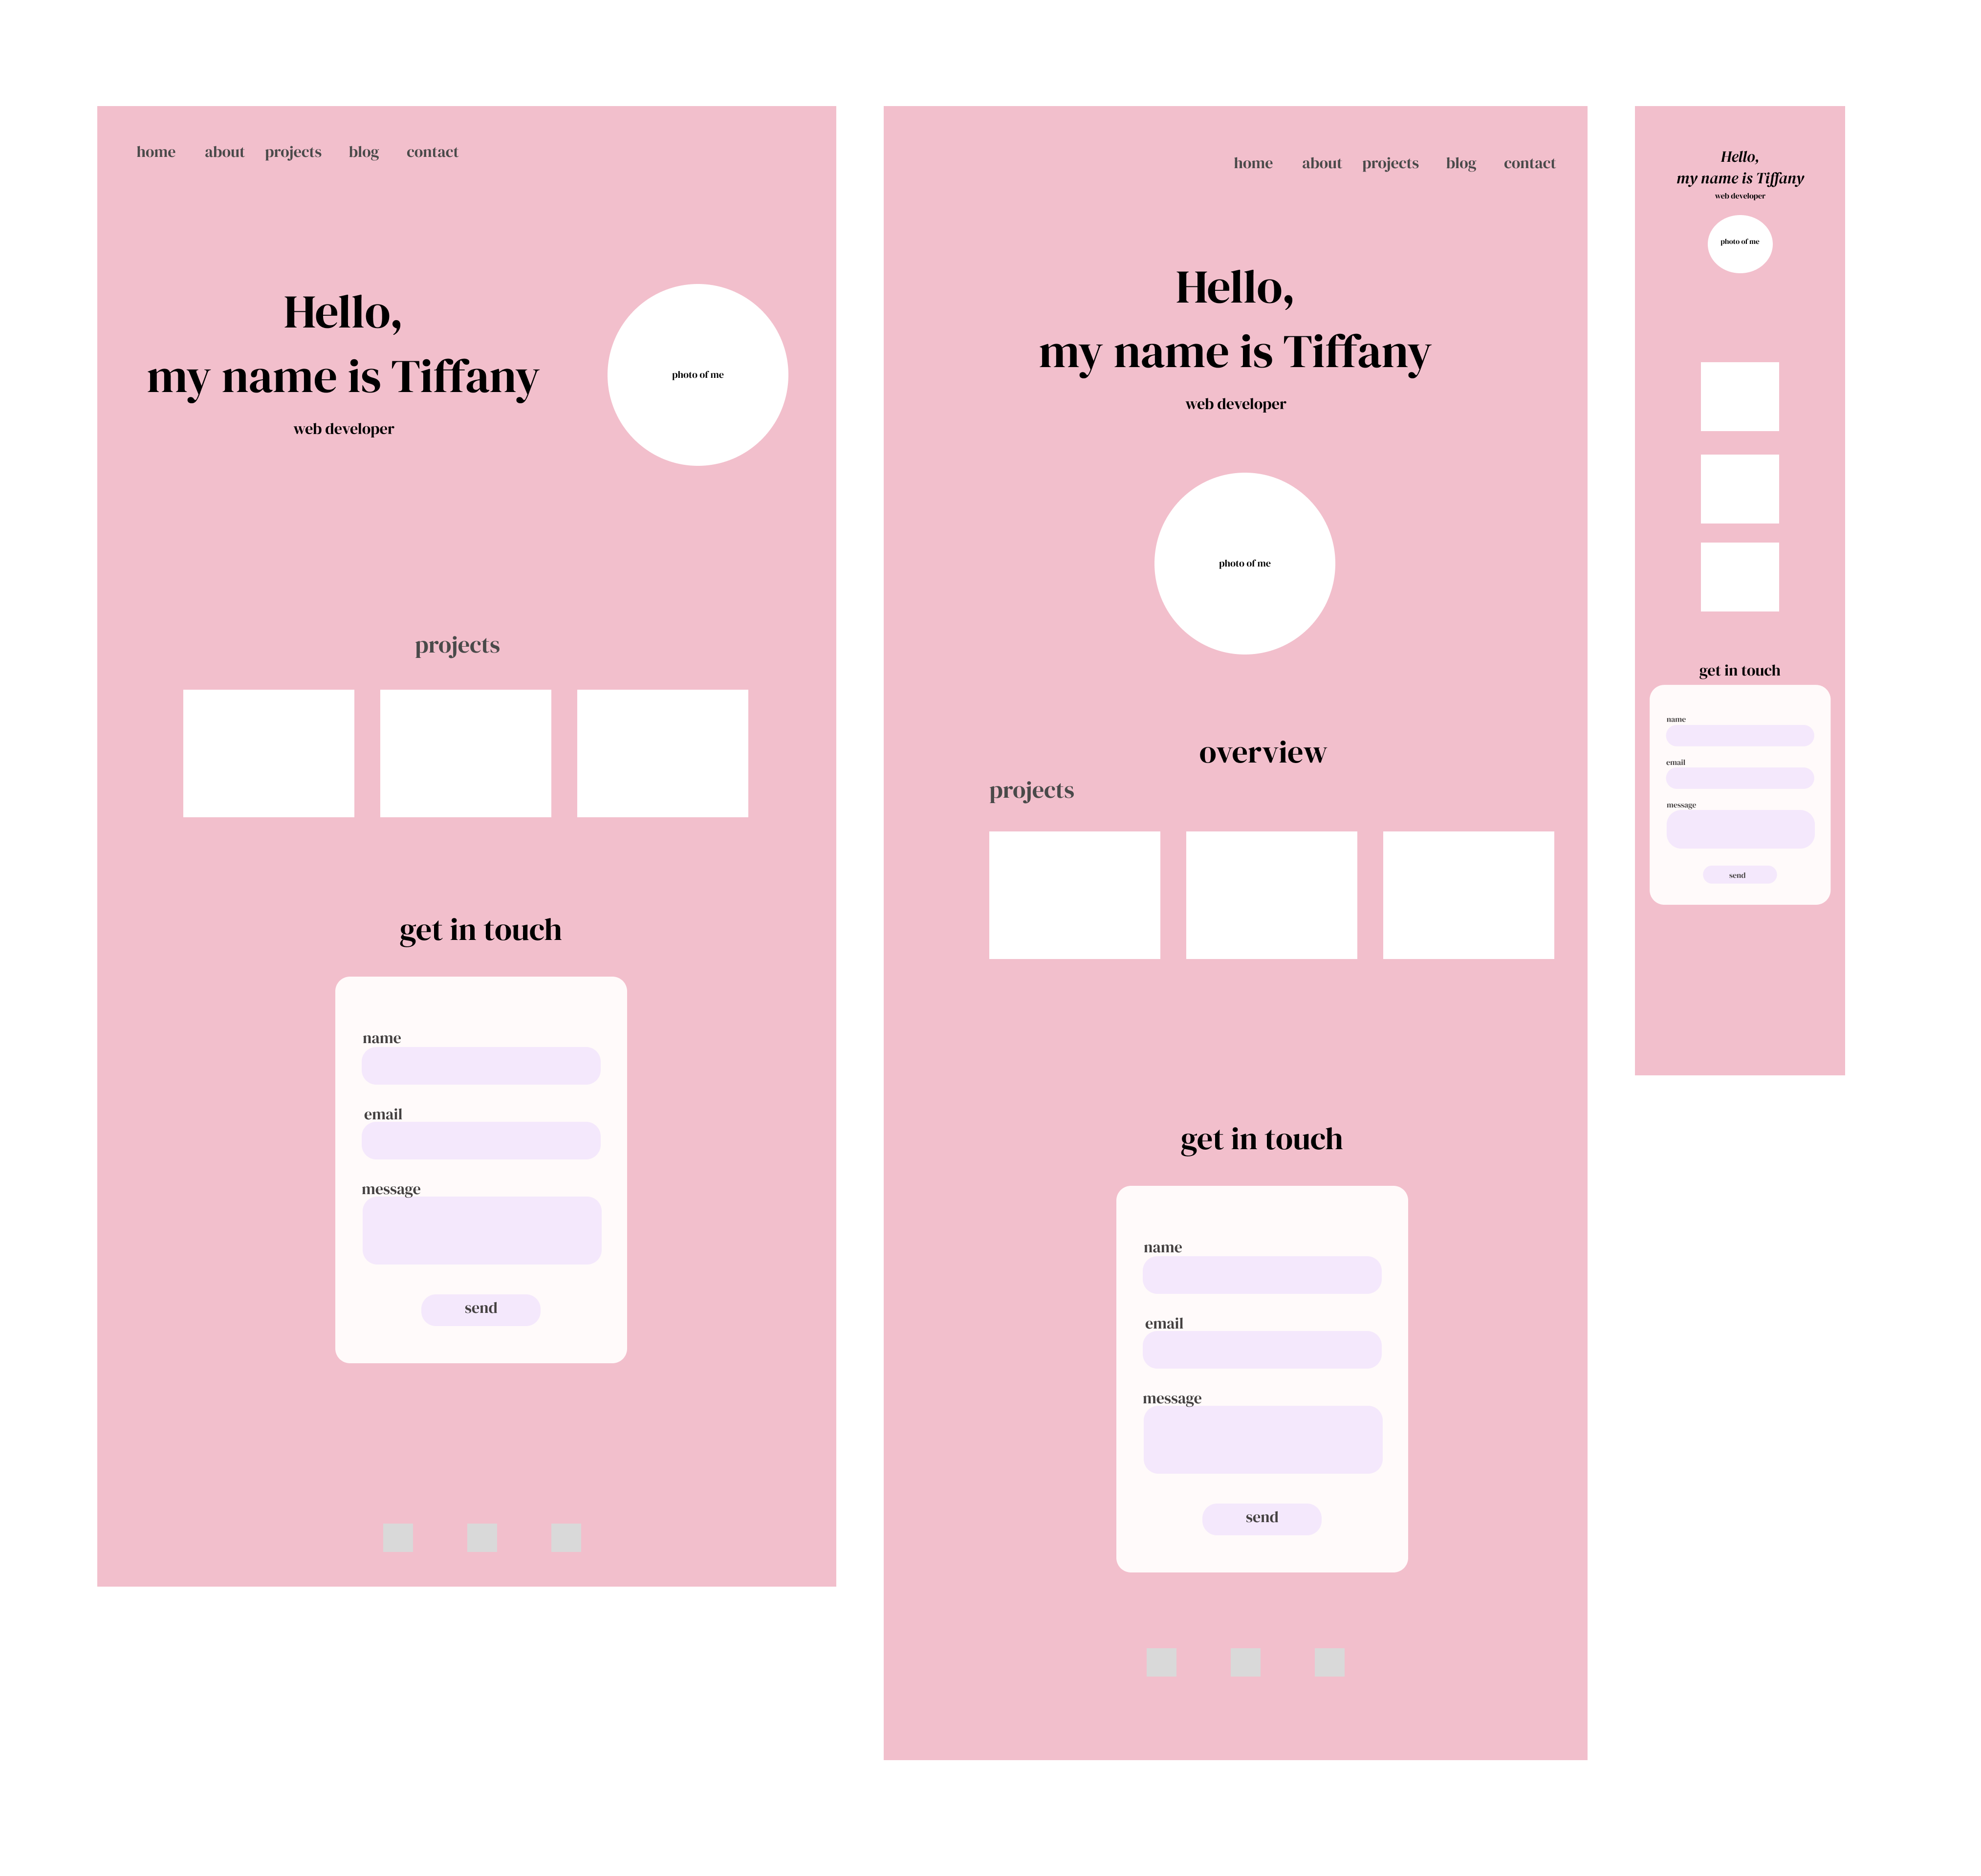 home about projects blog contact
Hello,
my name is Tiffany
web developer
photo of me
projects
get in touch
name
email
message
send
home about projects blog contact
Hello,
my name is Tiffany
web developer
photo of me
overview
projects
get in touch
name
email
message
send
Hello,
my name is Tiffany
web developer
photo of me
get in touch
name
email
message
send